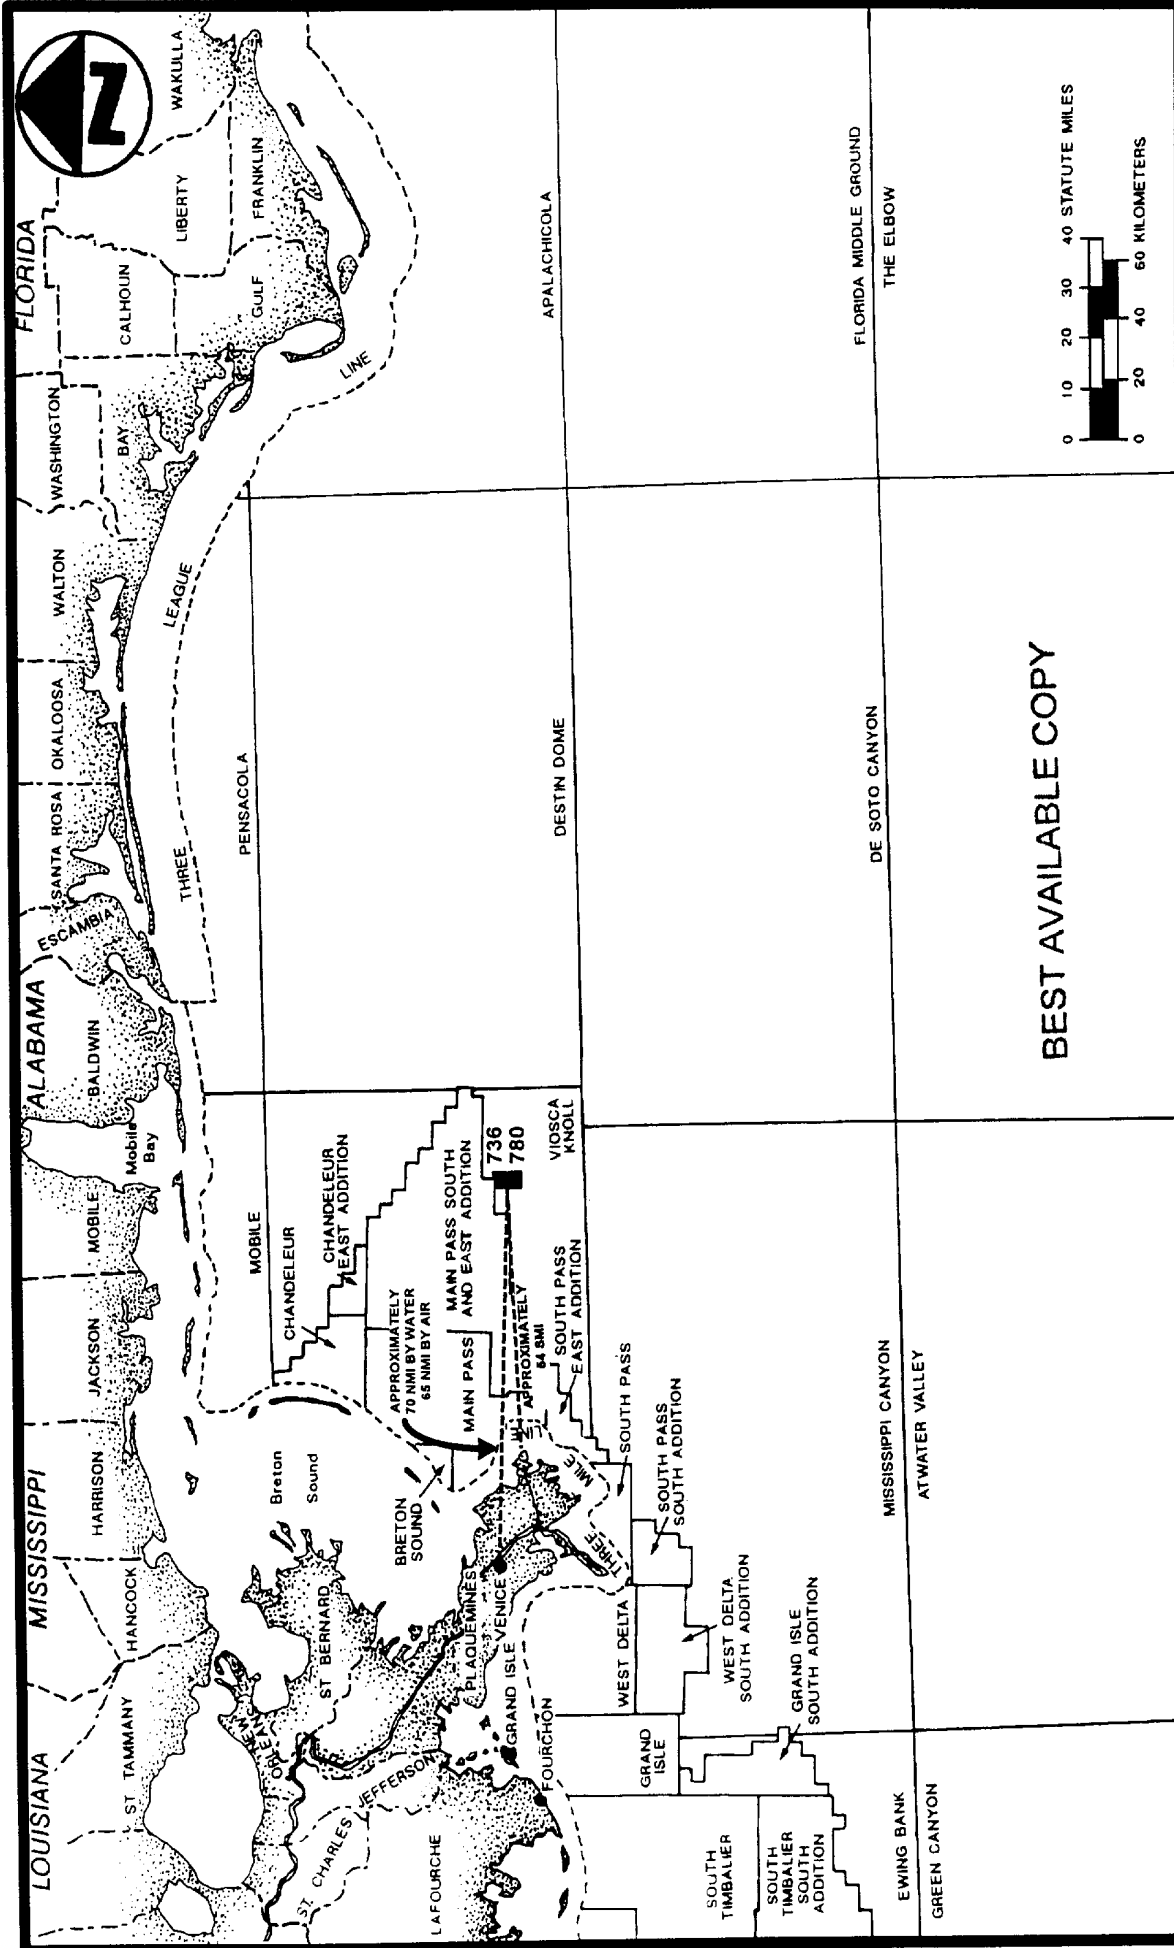 N
LOUISIANA
MISSISSIPPI
ALABAMA
FLORIDA
ST TAMMANY
HANCOCK
HARRISON
JACKSON
MOBILE
Mobile
Bay
BALDWIN
ESCAMBIA
SANTA ROSA
OKALOOSA
WALTON
WASHINGTON
BAY
CALHOUN
LIBERTY
WAKULLA
GULF
FRANKLIN
NEW
ORLEANS
ST BERNARD
Breton
Sound
ST. CHARLES
JEFFERSON
LAFOURCHE
PLAQUEMINES
VENICE
GRAND ISLE
FOURCHON
BRETON
SOUND
THREE
LEAGUE
LINE
MOBILE
PENSACOLA
CHANDELEUR
CHANDELEUR
EAST ADDITION
APPROXIMATELY
70 NMI BY WATER
65 NMI BY AIR
MAIN PASS
MAIN PASS SOUTH
AND EAST ADDITION
736
780
APPROXIMATELY
54 SMI
VIOSCA
KNOLL
DESTIN DOME
APALACHICOLA
SOUTH PASS
EAST ADDITION
THREE
MILE
SOUTH PASS
SOUTH PASS
SOUTH ADDITION
WEST DELTA
WEST DELTA
SOUTH ADDITION
GRAND
ISLE
GRAND ISLE
SOUTH ADDITION
SOUTH
TIMBALIER
SOUTH
TIMBALIER
SOUTH
ADDITION
EWING BANK
GREEN CANYON
MISSISSIPPI CANYON
ATWATER VALLEY
DE SOTO CANYON
FLORIDA MIDDLE GROUND
THE ELBOW
0 10 20 30 40 STATUTE MILES
0 20 40 60 KILOMETERS
BEST AVAILABLE COPY